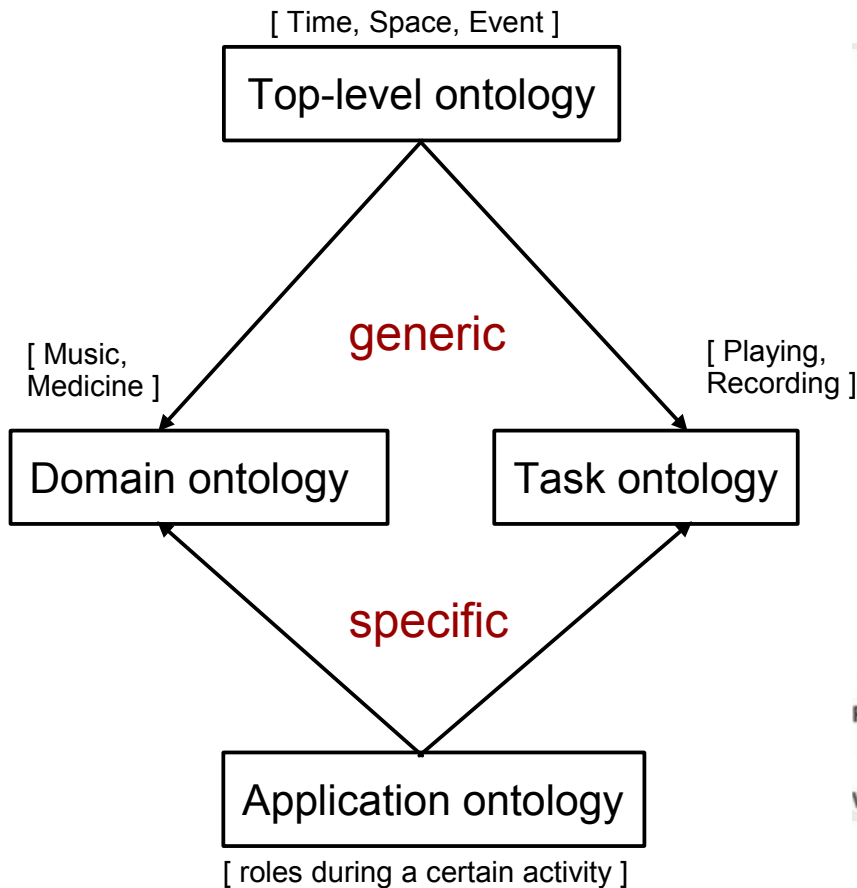 [ Time, Space, Event ]
Top-level ontology
generic
[ Music,
Medicine ]
[ Playing,
Recording ]
Domain ontology
Task ontology
specific
Application ontology
[ roles during a certain activity ]